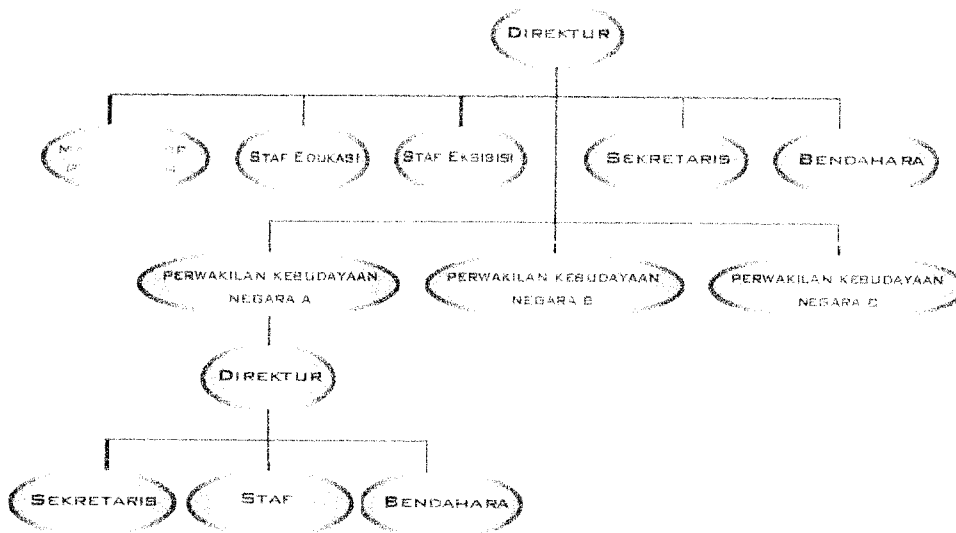 DIREKTUR
STAF EDUKASI
STAF EKSIBISI
SEKRETARIS
BENDAHARA
PERWAKILAN KEBUDAYAAN
NEGARA A
PERWAKILAN KEBUDAYAAN
NEGARA B
PERWAKILAN KEBUDAYAAN
NEGARA C
DIREKTUR
SEKRETARIS
STAF
BENDAHARA